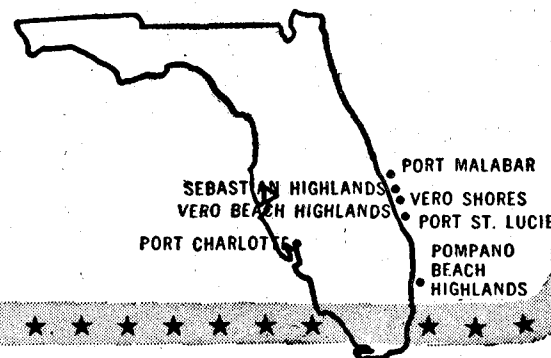 PORT MALABAR
SEBASTIAN HIGHLANDS
VERO SHORES
VERO BEACH HIGHLANDS
PORT ST. LUCIE
PORT CHARLOTTE
POMPANO
BEACH
HIGHLANDS